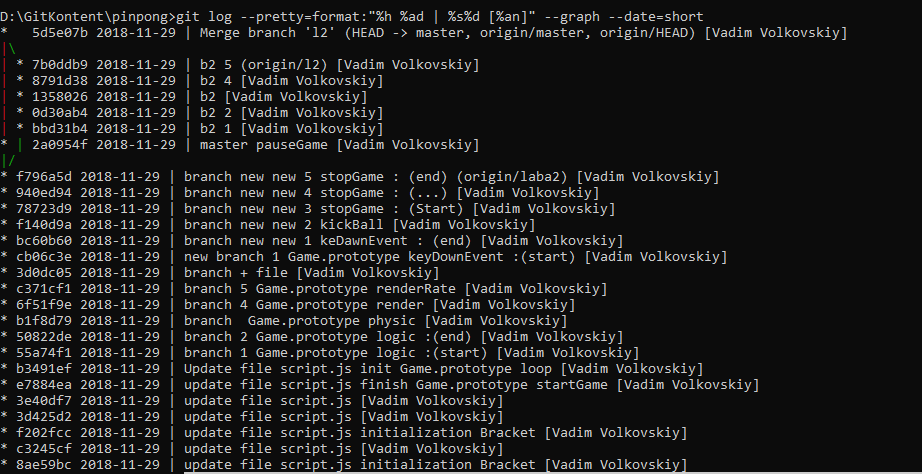 D:\GitKontent\pinpong>git log --pretty=format:"%h %ad | %s%d [%an]" --graph --date=short
*   5d5e07b 2018-11-29 | Merge branch 'l2' (HEAD -> master, origin/master, origin/HEAD) [Vadim Volkovskiy]
|\
| * 7b0ddb9 2018-11-29 | b2 5 (origin/l2) [Vadim Volkovskiy]
| * 8791d38 2018-11-29 | b2 4 [Vadim Volkovskiy]
| * 1358026 2018-11-29 | b2 [Vadim Volkovskiy]
| * 0d30ab4 2018-11-29 | b2 2 [Vadim Volkovskiy]
| * bbd31b4 2018-11-29 | b2 1 [Vadim Volkovskiy]
* | 2a0954f 2018-11-29 | master pauseGame [Vadim Volkovskiy]
|/
* f796a5d 2018-11-29 | branch new new 5 stopGame : (end) (origin/laba2) [Vadim Volkovskiy]
* 940ed94 2018-11-29 | branch new new 4 stopGame : (...) [Vadim Volkovskiy]
* 78723d9 2018-11-29 | branch new new 3 stopGame : (Start) [Vadim Volkovskiy]
* f140d9a 2018-11-29 | branch new new 2 kickBall [Vadim Volkovskiy]
* bc60b60 2018-11-29 | branch new new 1 keDawnEvent : (end) [Vadim Volkovskiy]
* cb06c3e 2018-11-29 | new branch 1 Game.prototype keyDownEvent :(start) [Vadim Volkovskiy]
* 3d0dc05 2018-11-29 | branch + file [Vadim Volkovskiy]
* c371cf1 2018-11-29 | branch 5 Game.prototype renderRate [Vadim Volkovskiy]
* 6f51f9e 2018-11-29 | branch 4 Game.prototype render [Vadim Volkovskiy]
* b1f8d79 2018-11-29 | branch  Game.prototype physic [Vadim Volkovskiy]
* 50822de 2018-11-29 | branch 2 Game.prototype logic :(end) [Vadim Volkovskiy]
* 55a74f1 2018-11-29 | branch 1 Game.prototype logic :(start) [Vadim Volkovskiy]
* b3491ef 2018-11-29 | Update file script.js init Game.prototype loop [Vadim Volkovskiy]
* e7884ea 2018-11-29 | update file script.js finish Game.prototype startGame [Vadim Volkovskiy]
* 3e40df7 2018-11-29 | update file script.js [Vadim Volkovskiy]
* 3d425d2 2018-11-29 | update file script.js [Vadim Volkovskiy]
* f202fcc 2018-11-29 | update file script.js initialization Bracket [Vadim Volkovskiy]
* c3245cf 2018-11-29 | update file script.js [Vadim Volkovskiy]
* 8ae59bc 2018-11-29 | update file script.js initialization Bracket [Vadim Volkovskiy]